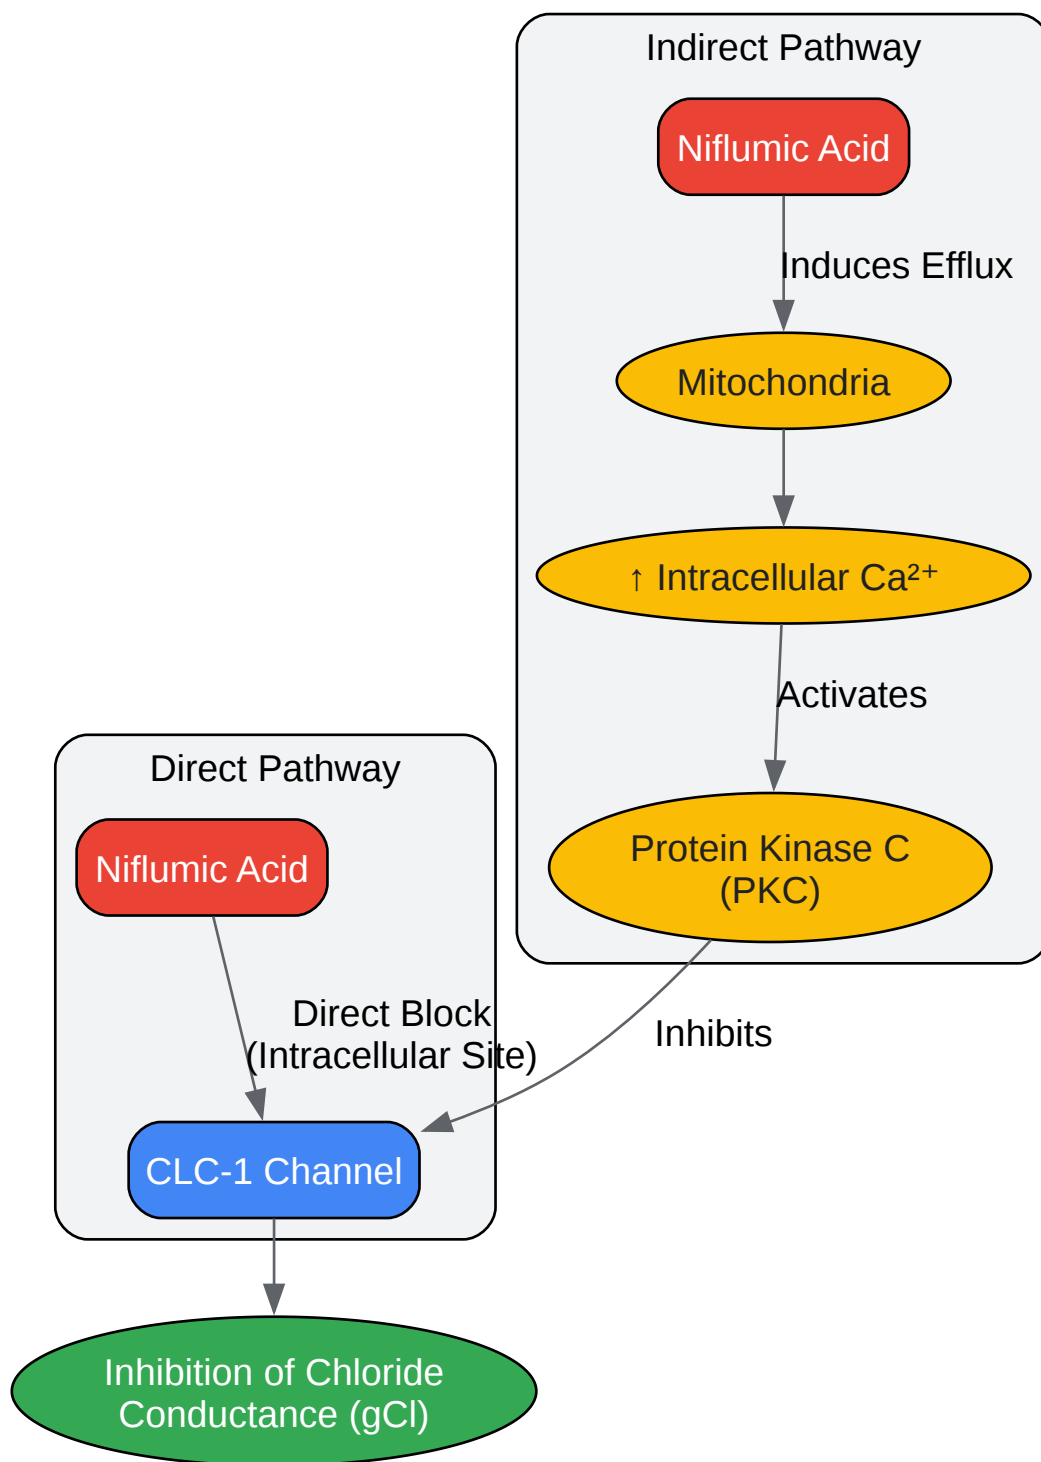 Indirect Pathway
Niflumic Acid
Induces Efflux
Mitochondria
↑ Intracellular Ca²⁺
Activates
Protein Kinase C
(PKC)
Inhibits
Direct Pathway
Niflumic Acid
Direct Block
(Intracellular Site)
CLC-1 Channel
Inhibition of Chloride
Conductance (gCl)